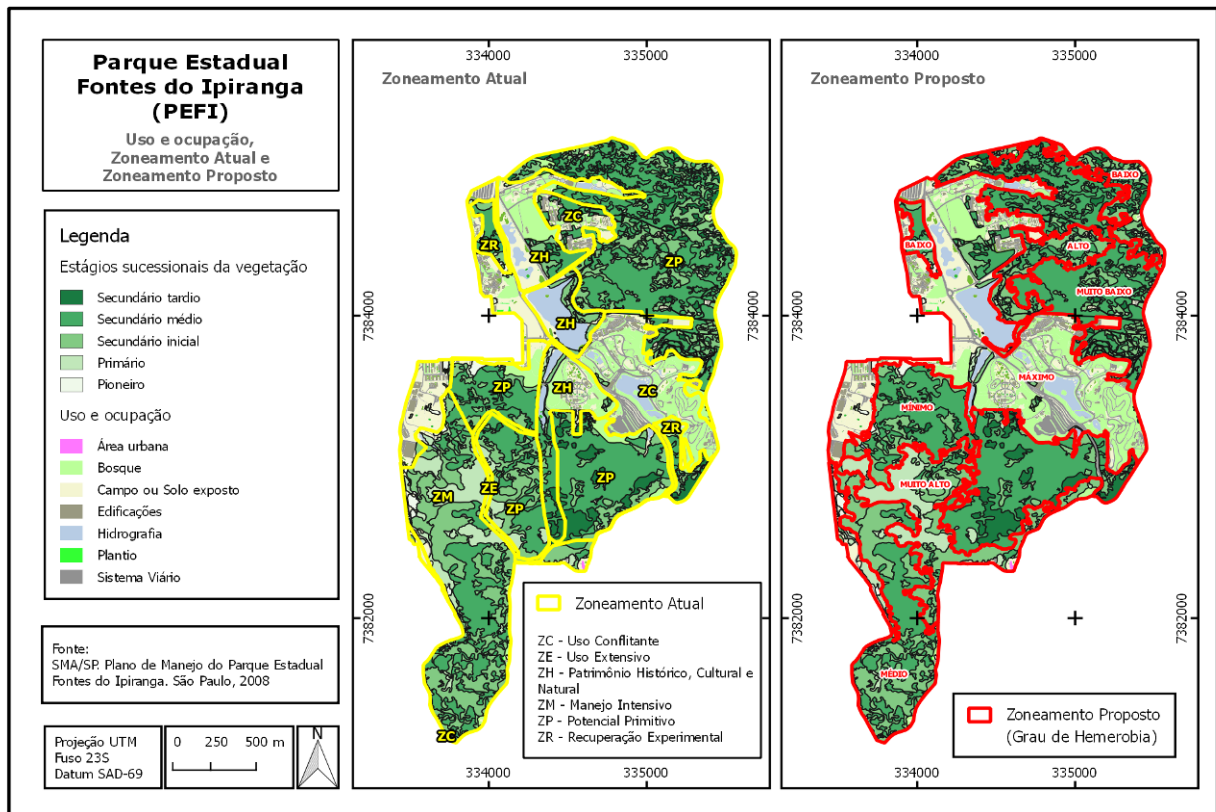 Parque Estadual
Fontes do Ipiranga
(PEFI)
Uso e ocupação,
Zoneamento Atual e
Zoneamento Proposto
Legenda
Estágios sucessionais da vegetação
Secundário tardio
Secundário médio
Secundário inicial
Primário
Pioneiro
Uso e ocupação
Área urbana
Bosque
Campo ou Solo exposto
Edificações
Hidrografia
Plantio
Sistema Viário
Fonte:
SMA/SP. Plano de Manejo do Parque Estadual
Fontes do Ipiranga. São Paulo, 2008
Projeção UTM
Fuso 23S
Datum SAD-69
0 250 500 m
N
334000 335000
Zoneamento Atual
ZC
ZR
ZH
ZP
7384000 7384000
ZH
ZP
ZH
ZC
ZR
ZP
ZE
ZM
ZP
7382000
ZC
Zoneamento Atual
ZC - Uso Conflitante
ZE - Uso Extensivo
ZH - Patrimônio Histórico, Cultural e
Natural
ZM - Manejo Intensivo
ZP - Potencial Primitivo
ZR - Recuperação Experimental
334000 335000
334000 335000
Zoneamento Proposto
BAIXO
BAIXO
ALTO
MUITO BAIXO
7384000 7384000
MÁXIMO
MÍNIMO
MUITO ALTO
7382000 7382000
MÉDIO
Zoneamento Proposto
(Grau de Hemerobia)
334000 335000